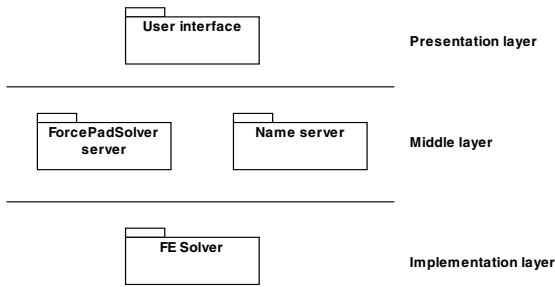 User interface
Presentation layer
ForcePadSolver
server
Name server
Middle layer
FE Solver
Implementation layer